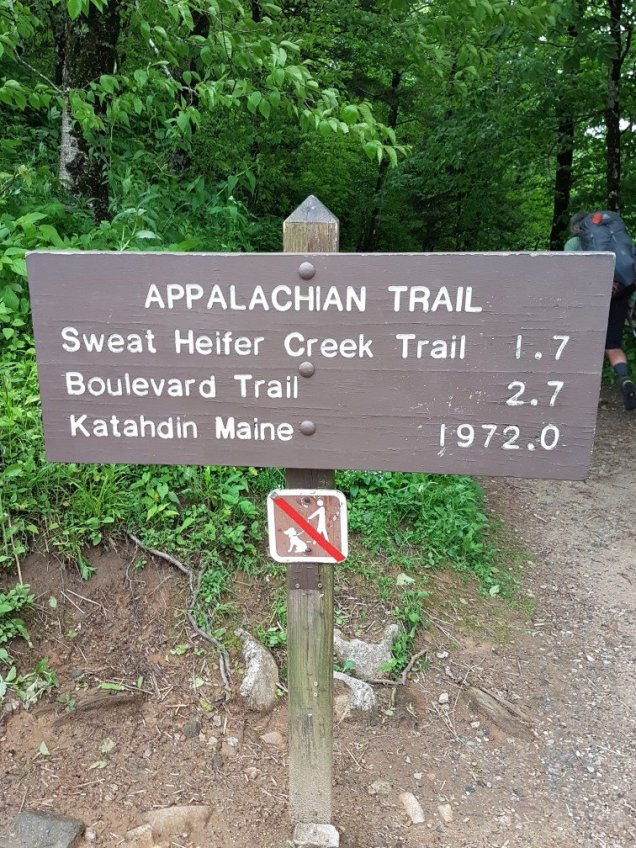 APPALACHIAN TRAIL
Sweat Heifer Creek Trail 1.7
Boulevard Trail 2.7
Katahdin Maine 1972.0